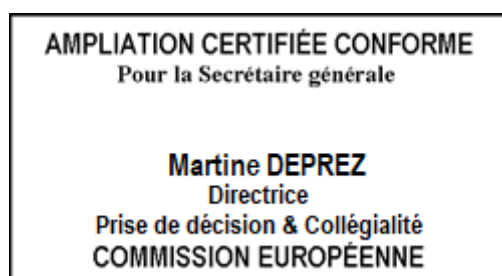 AMPLIATION CERTIFIÉE CONFORME
Pour la Secrétaire générale
Martine DEPREZ
Directrice
Prise de décision & Collégialité
COMMISSION EUROPÉENNE